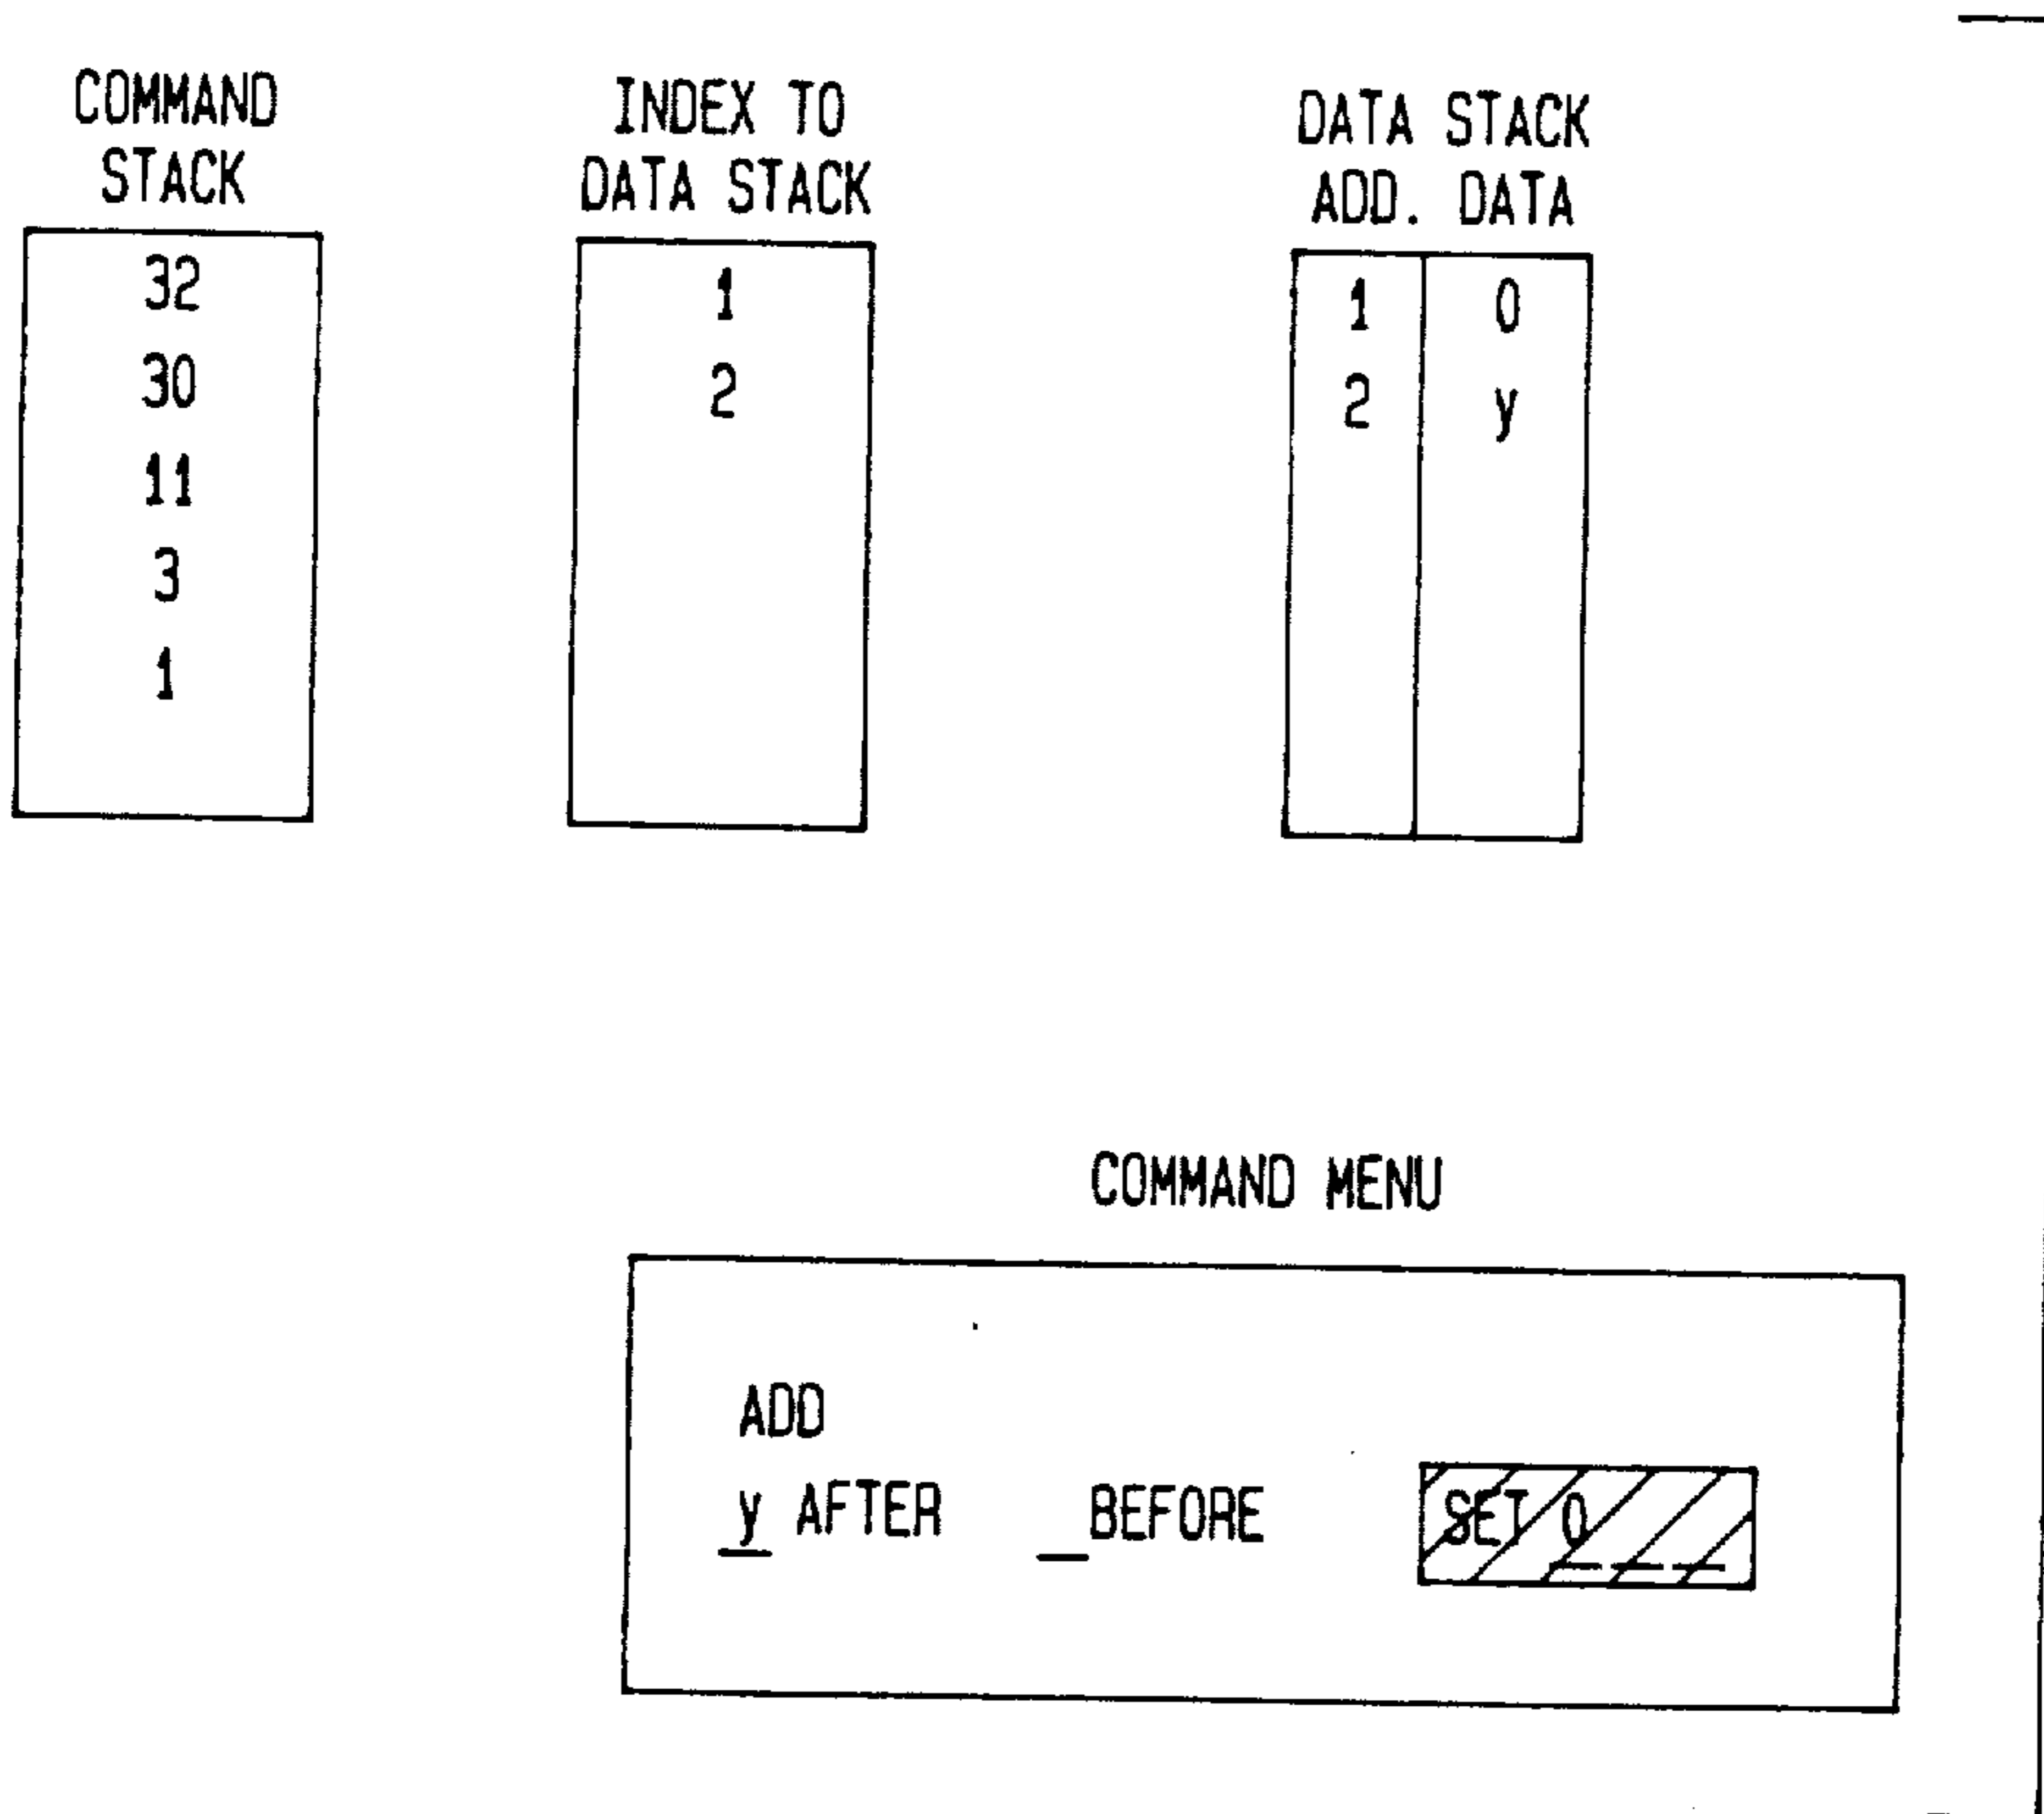 COMMAND
STACK
32
30
11
3
1
INDEX TO
DATA STACK
1
2
DATA STACK
ADD. DATA
1 0
2 y
COMMAND MENU
ADD
y AFTER _BEFORE SET 0_ _ _